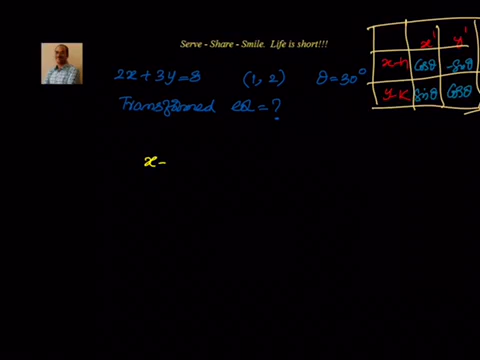 Serve - Share - Smile. Life is short!!!
2x + 3y = 8 (1, 2) θ = 30°
Transformed eq = ?
x' y'
x-h cosθ -sinθ
y-k sinθ cosθ
x -